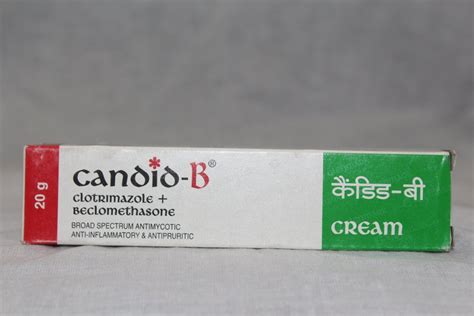 20 g
candid-B®
clotrimazole +
Beclomethasone
BROAD SPECTRUM ANTIMYCOTIC
ANTI-INFLAMMATORY & ANTIPRURITIC
कैंडिड-बी
CREAM